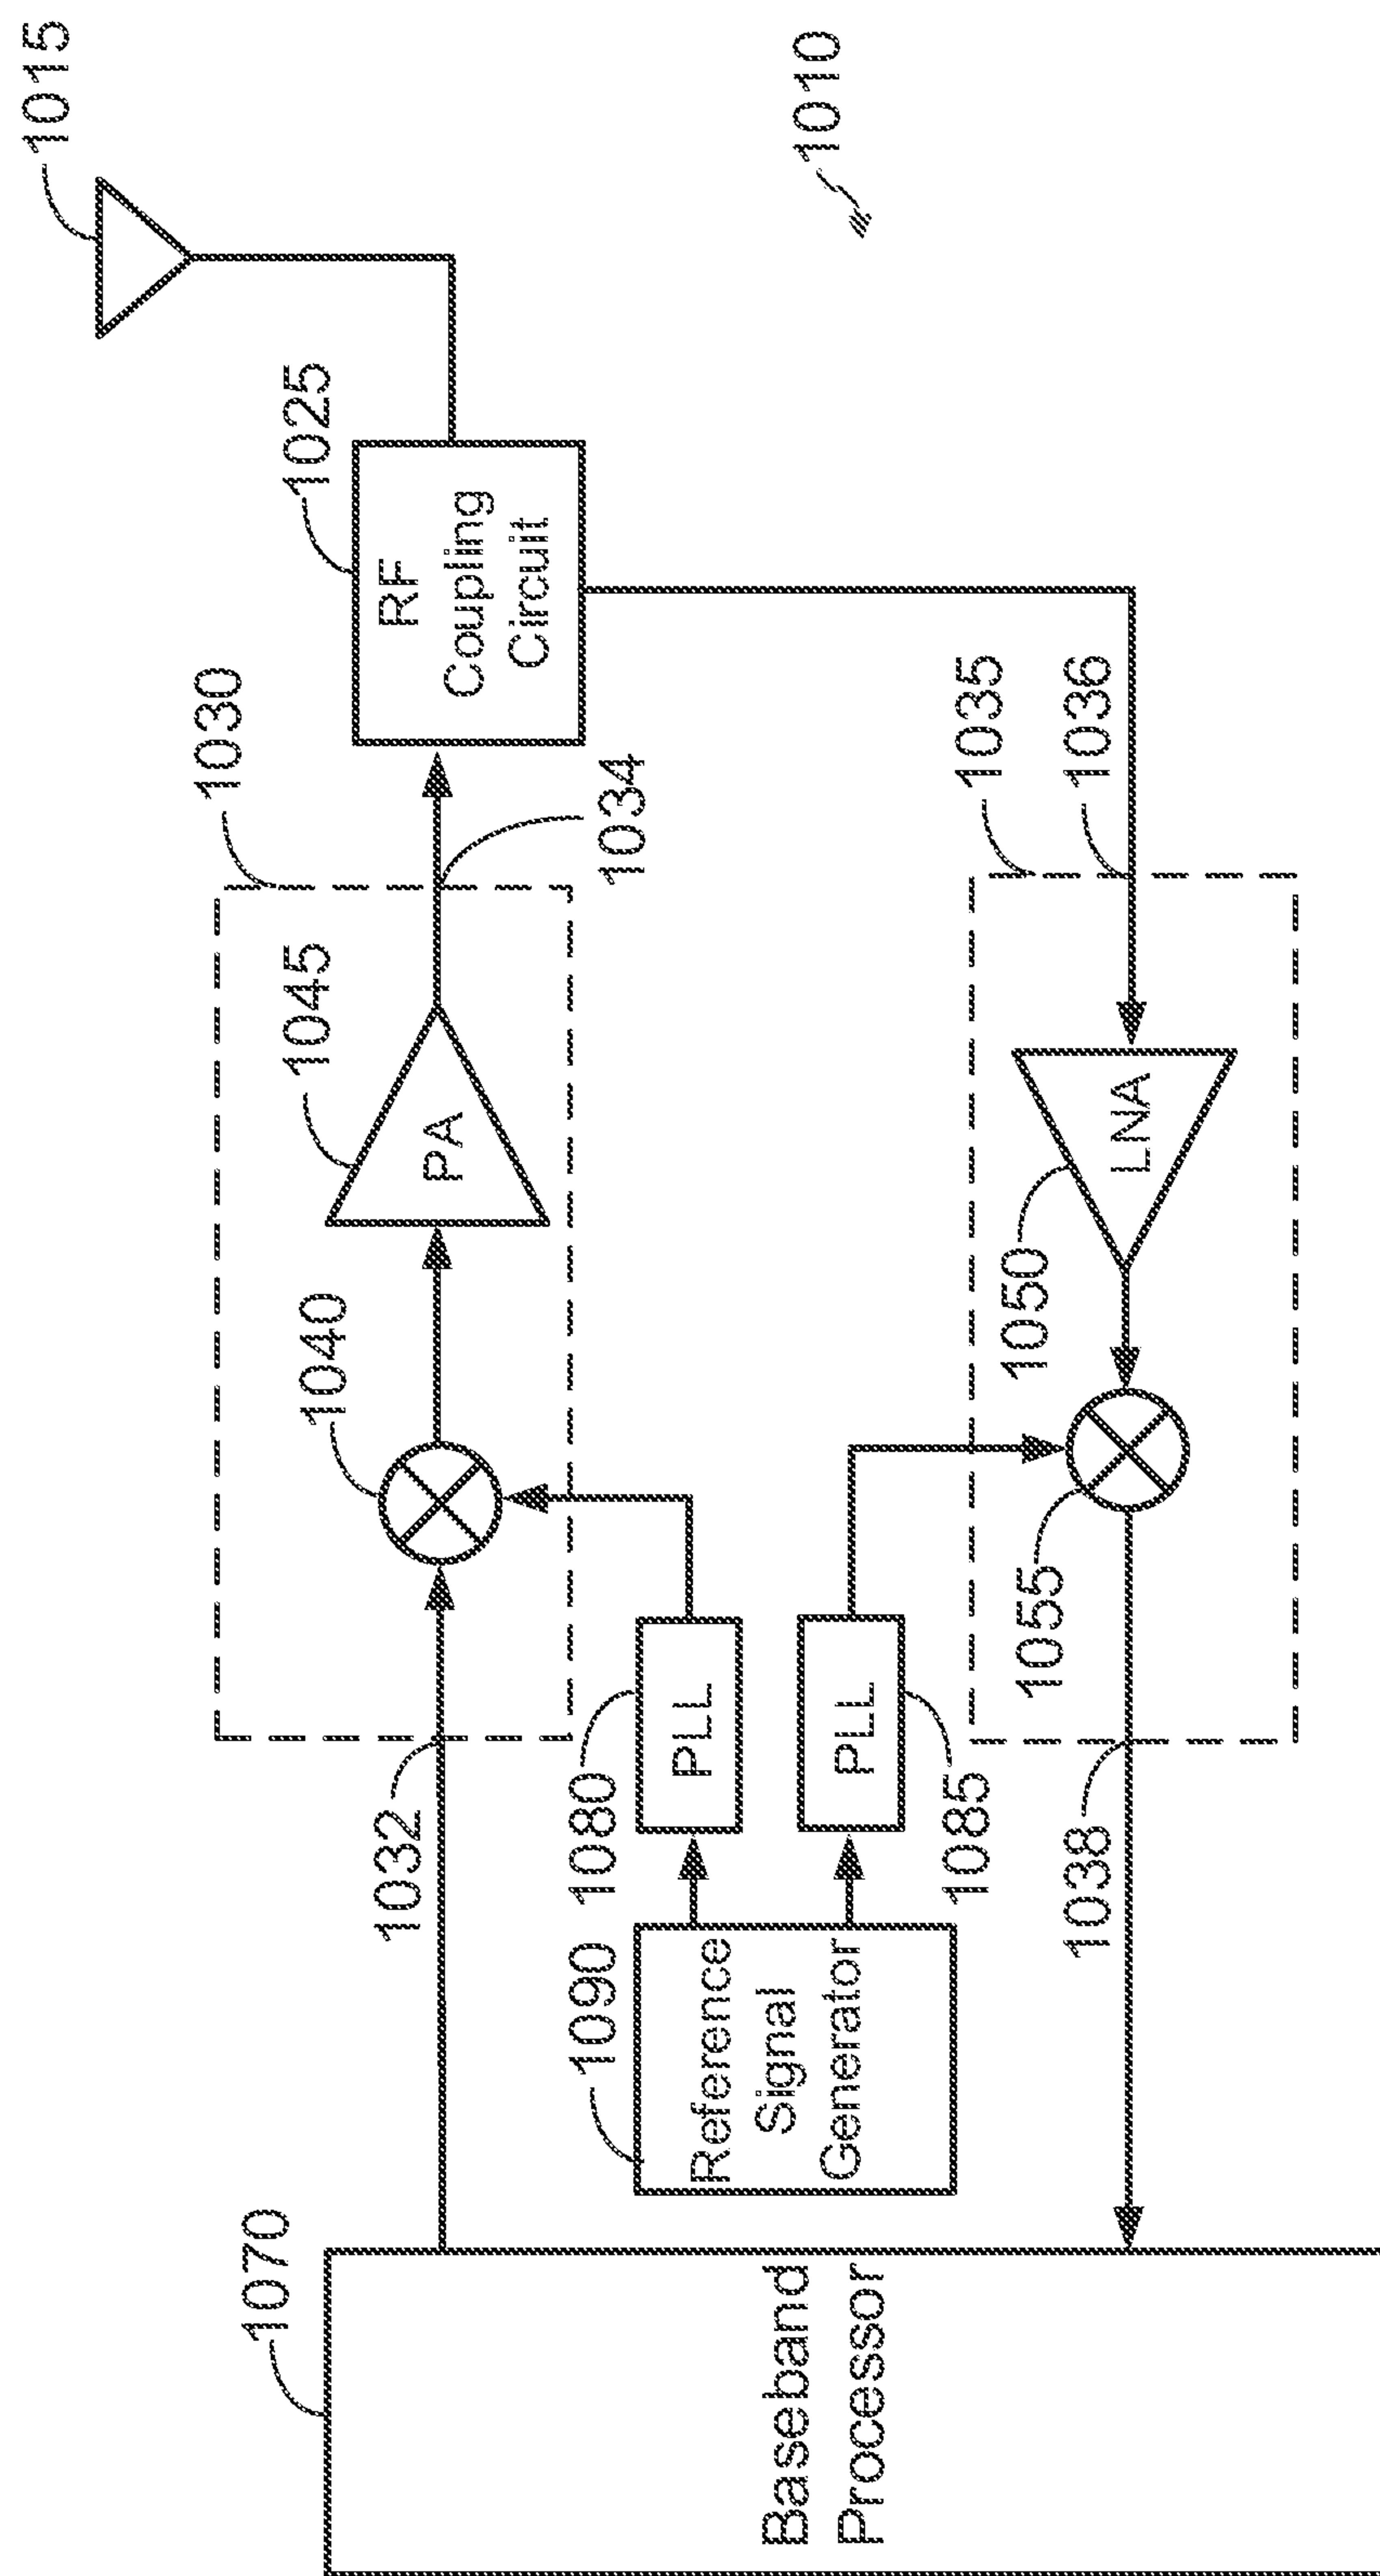 1015
1010
1025
RF
Coupling
Circuit
1030
1034
1035
1036
1045
PA
1040
LNA
1050
1055
1032
1080
PLL
PLL
1085
1038
1090
Reference
Signal
Generator
1070
Baseband
Processor